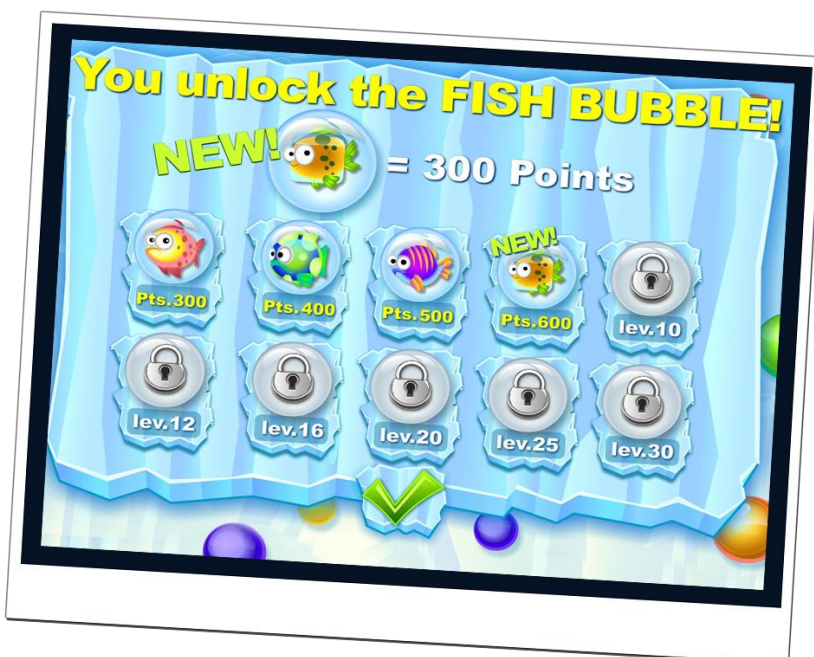 You unlock the FISH BUBBLE!
NEW! = 300 Points
NEW!
Pts.300 Pts.400 Pts.500 Pts.600 lev.10
lev.12 lev.16 lev.20 lev.25 lev.30